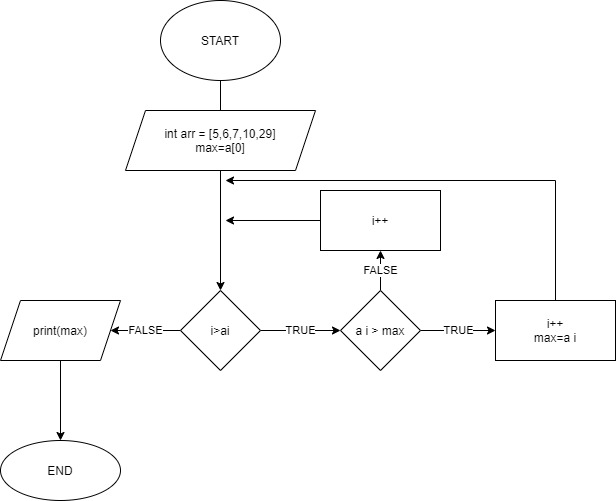 START
int arr = [5,6,7,10,29]
max=a[0]
i++
FALSE
print(max)
FALSE
i>ai
TRUE
a i > max
TRUE
i++
max=a i
END